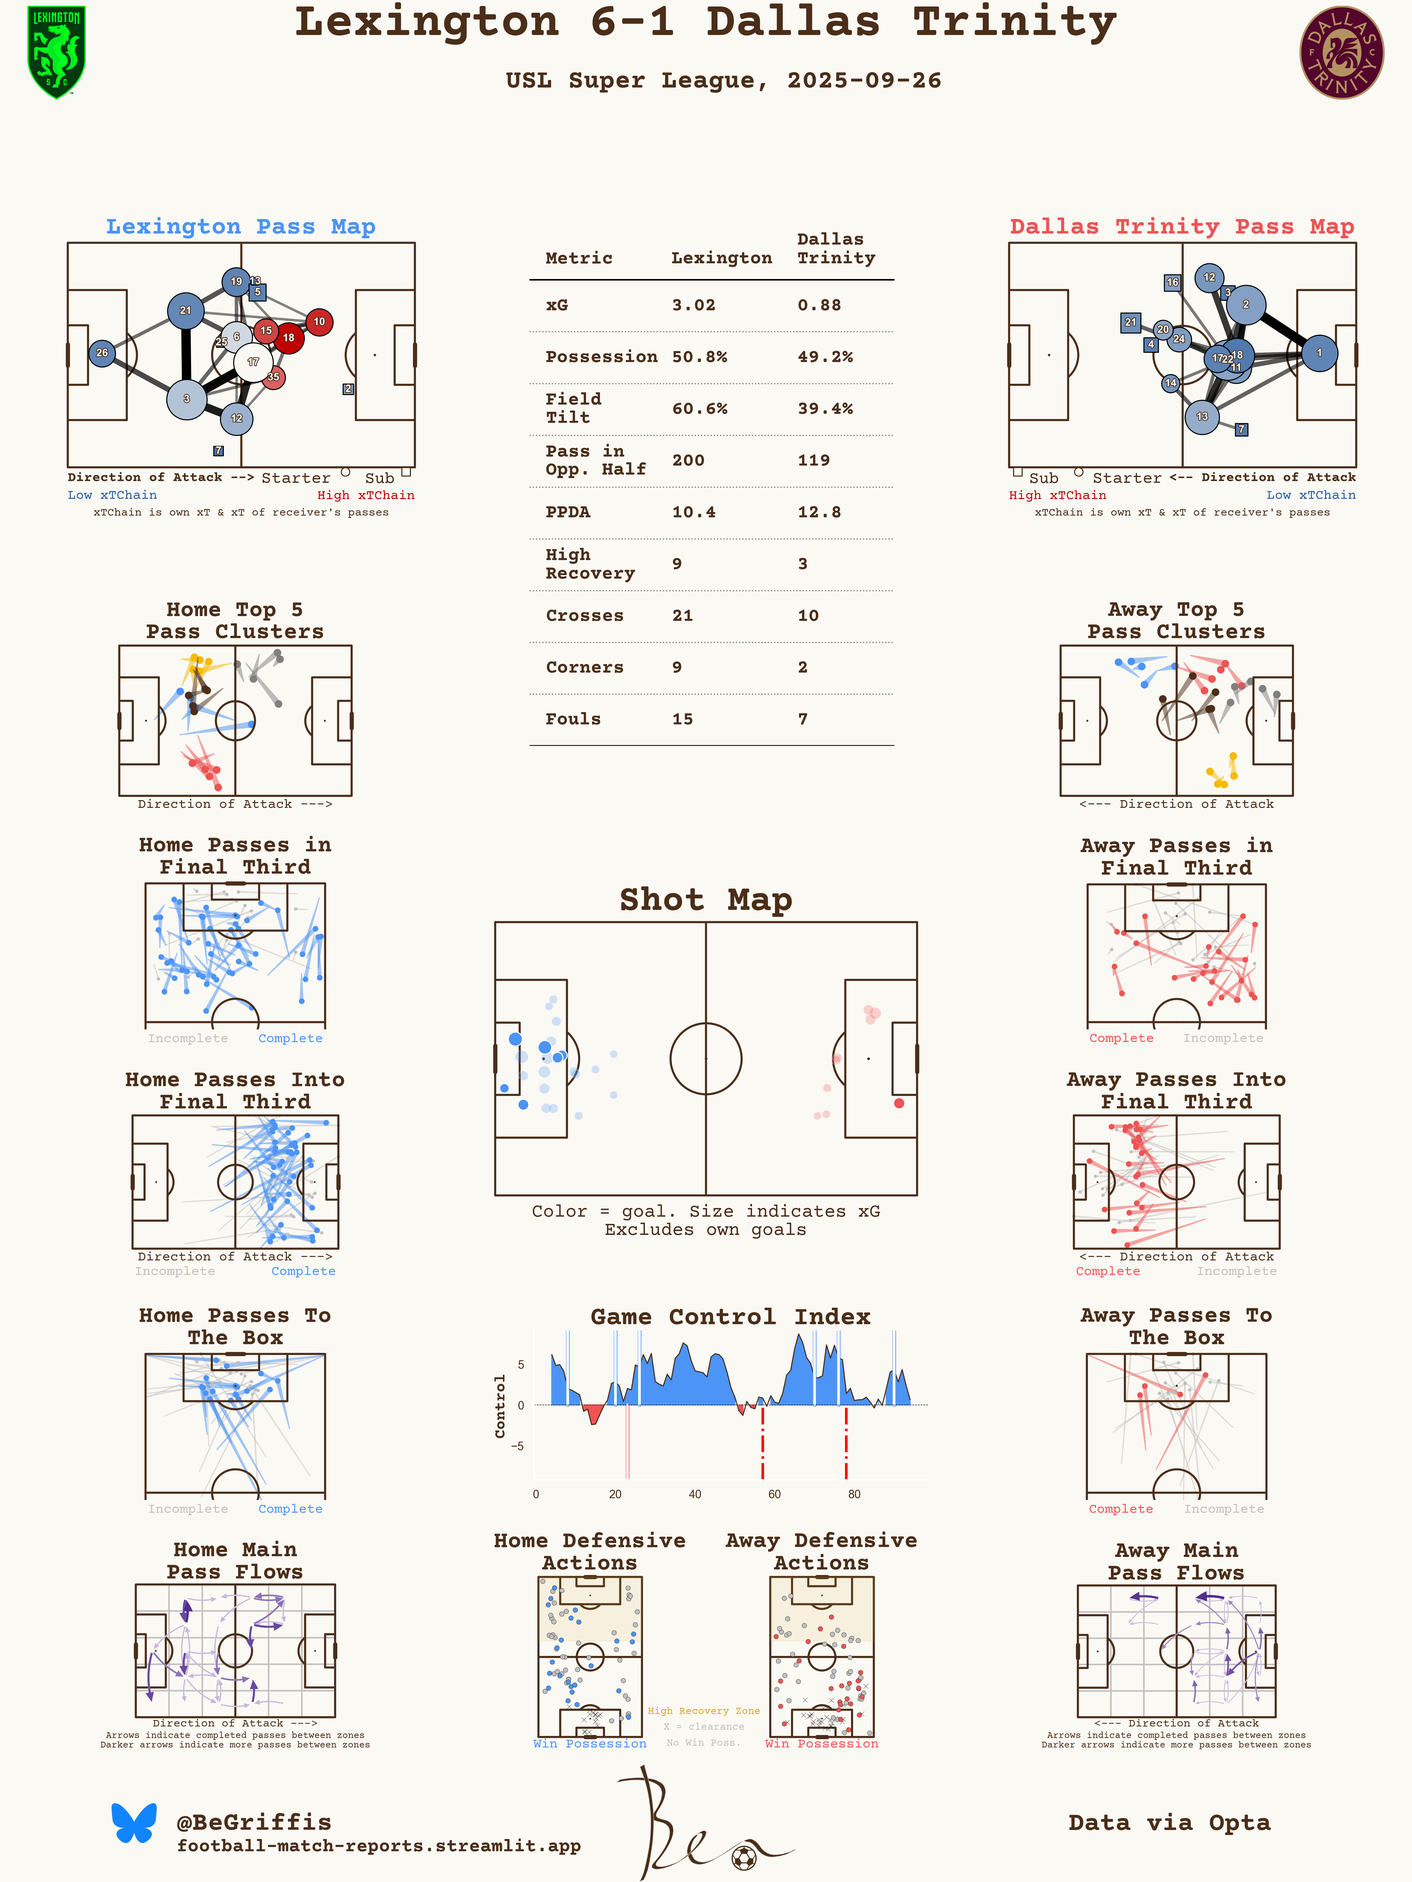 LEXINGTON
SC
Lexington 6-1 Dallas Trinity
USL Super League, 2025-09-26
DALLAS
F C
TRINITY
Lexington Pass Map
19
13
5
21
10
15
18
6
25
26
17
35
2
3
12
7
Direction of Attack --> Starter Sub
Low xTChain High xTChain
xTChain is own xT & xT of receiver's passes
Metric Lexington Dallas Trinity
xG 3.02 0.88
Possession 50.8% 49.2%
Field Tilt 60.6% 39.4%
Pass in Opp. Half 200 119
PPDA 10.4 12.8
High Recovery 9 3
Crosses 21 10
Corners 9 2
Fouls 15 7
Dallas Trinity Pass Map
12
16
3
2
21
20
24
4
17
22
18
11
1
14
13
7
Sub Starter <-- Direction of Attack
High xTChain Low xTChain
xTChain is own xT & xT of receiver's passes
Home Top 5
Pass Clusters
Direction of Attack --->
Away Top 5
Pass Clusters
<--- Direction of Attack
Home Passes in
Final Third
Incomplete Complete
Shot Map
Color = goal. Size indicates xG
Excludes own goals
Away Passes in
Final Third
Complete Incomplete
Home Passes Into
Final Third
Direction of Attack --->
Incomplete Complete
Away Passes Into
Final Third
<--- Direction of Attack
Complete Incomplete
Home Passes To
The Box
Incomplete Complete
Game Control Index
Control
5
0
−5
0 20 40 60 80
Away Passes To
The Box
Complete Incomplete
Home Main
Pass Flows
Direction of Attack --->
Arrows indicate completed passes between zones
Darker arrows indicate more passes between zones
Home Defensive
Actions
Win Possession
High Recovery Zone
X = clearance
No Win Poss.
Away Defensive
Actions
Win Possession
Away Main
Pass Flows
<--- Direction of Attack
Arrows indicate completed passes between zones
Darker arrows indicate more passes between zones
@BeGriffis
football-match-reports.streamlit.app
Ben
Data via Opta